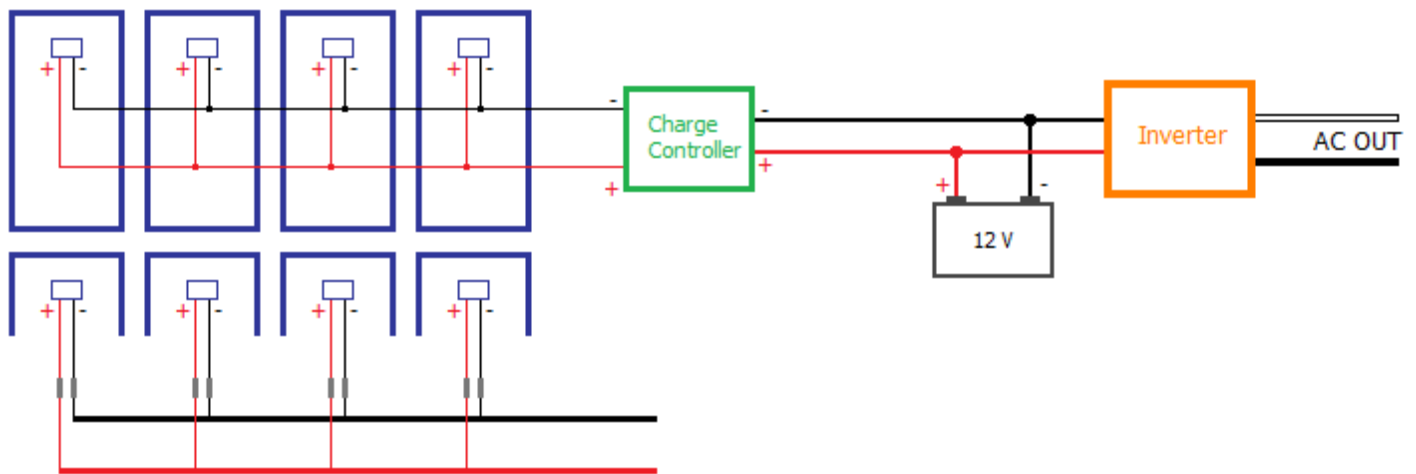 + - + - + - + -
-
Charge
Controller
+
-
+
+ -
12 V
Inverter
AC OUT
+ - + - + - + -